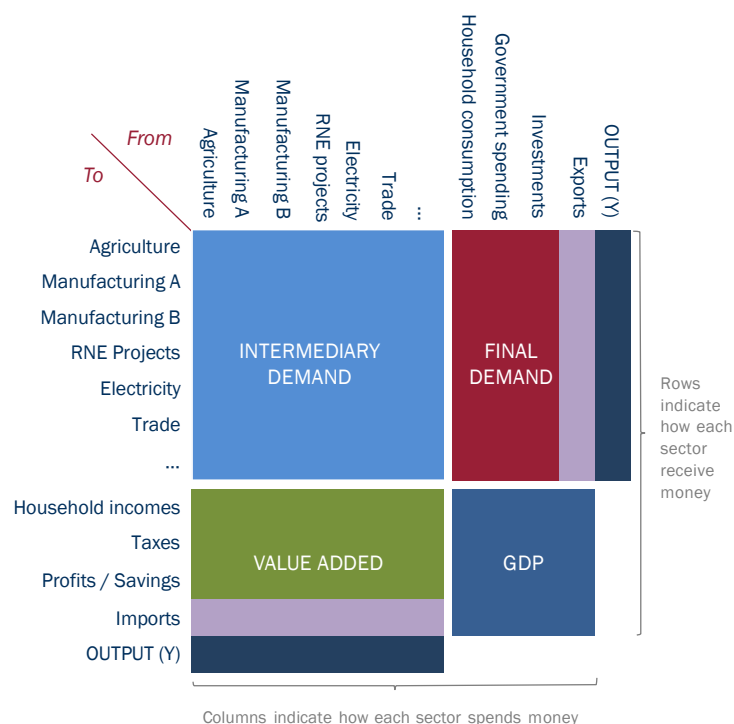 From
To
Agriculture
Manufacturing A
Manufacturing B
RNE projects
Electricity
Trade
...
Household consumption
Government spending
Investments
Exports
OUTPUT (Y)
Agriculture
Manufacturing A
Manufacturing B
RNE Projects
Electricity
Trade
...
INTERMEDIARY
DEMAND
FINAL
DEMAND
Rows
indicate
how each
sector
receive
money
Household incomes
Taxes
Profits / Savings
Imports
OUTPUT (Y)
VALUE ADDED
GDP
Columns indicate how each sector spends money